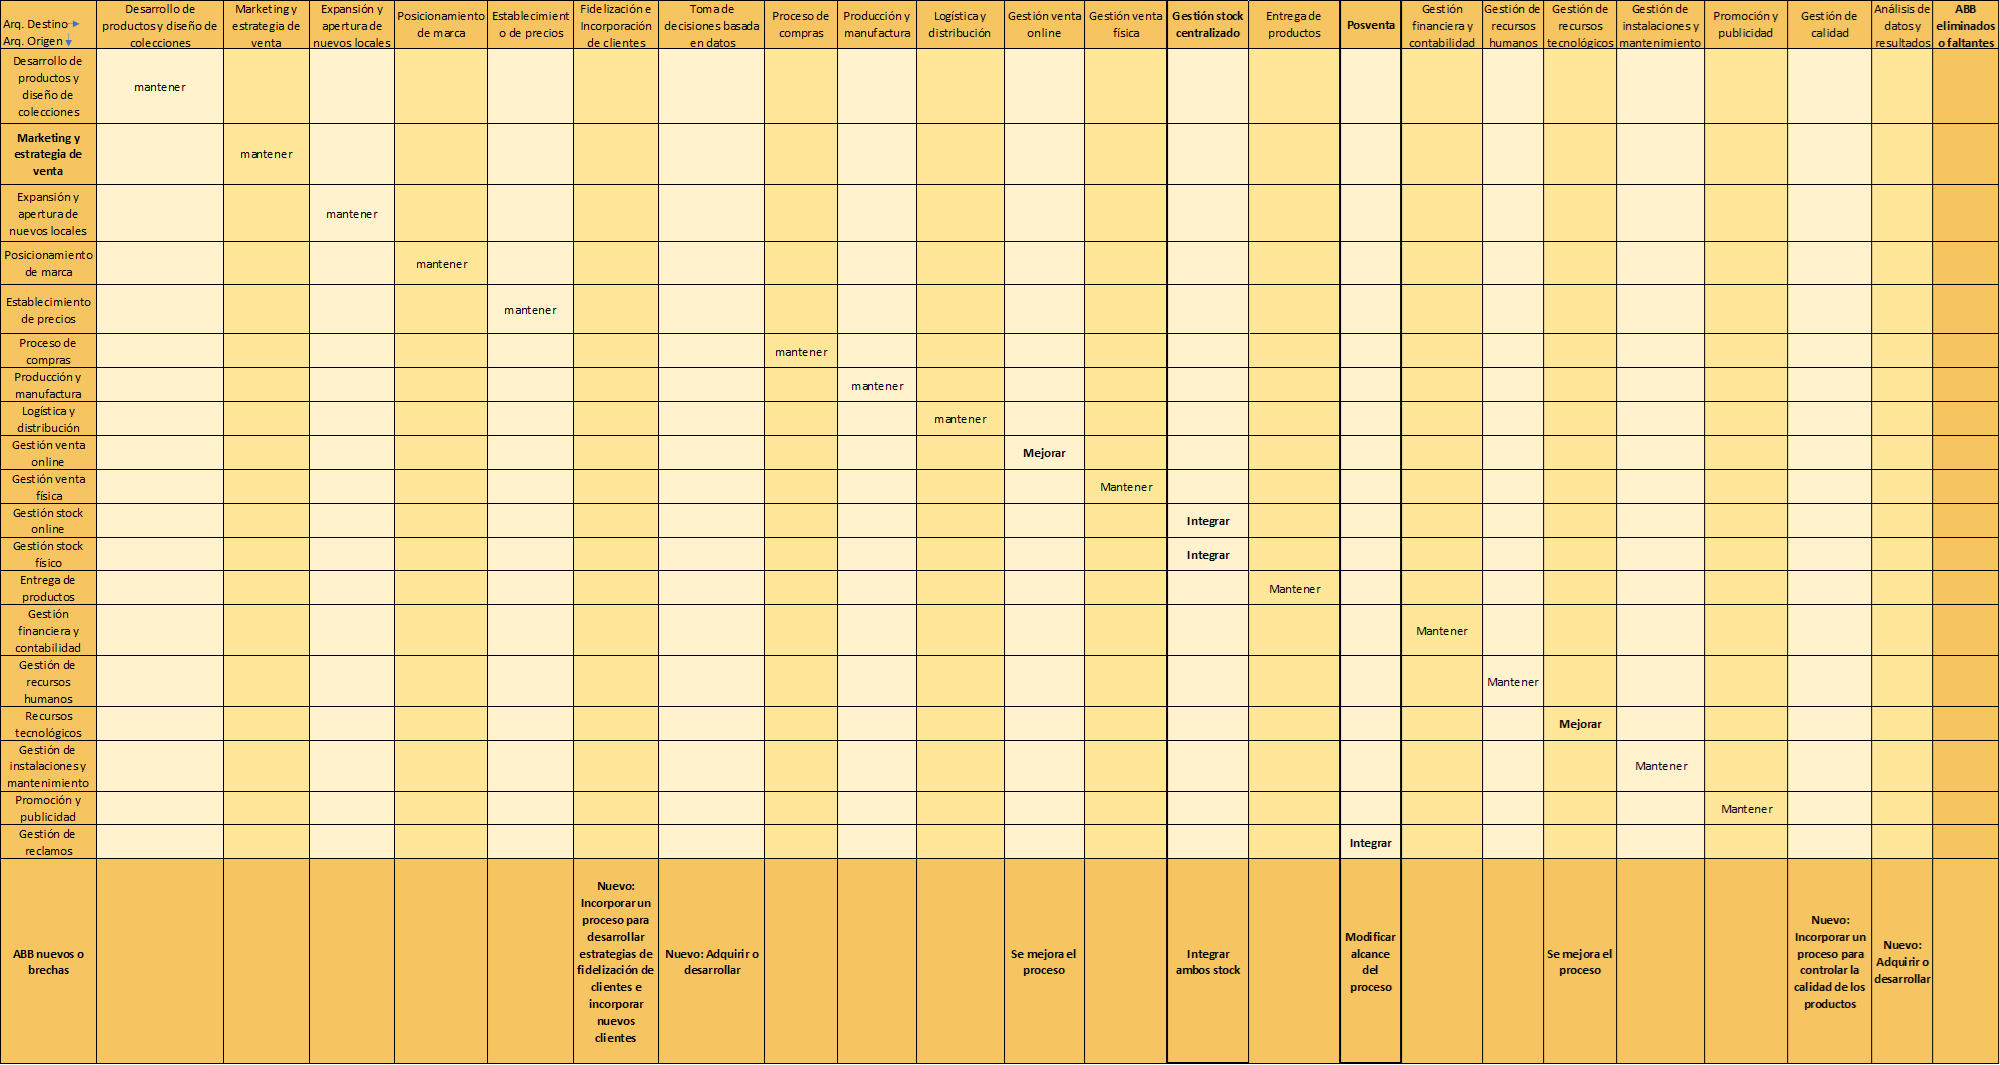 Arq. Destino
Arq. Origen
Desarrollo de
productos y diseño de
colecciones
Marketing y
estrategia de
venta
Expansión y
apertura de
nuevos locales
Posicionamiento
de marca
Establecimient
o de precios
Fidelización e
Incorporación
de clientes
Toma de
decisiones basada
en datos
Proceso de
compras
Producción y
manufactura
Logística y
distribución
Gestión venta
online
Gestión venta
física
Gestión stock
centralizado
Entrega de
productos
Posventa
Gestión
financiera y
contabilidad
Gestión de
recursos
humanos
Gestión de
recursos
tecnológicos
Gestión de
instalaciones y
mantenimiento
Promoción y
publicidad
Gestión de
calidad
Análisis de
datos y
resultados
ABB
eliminados
o faltantes
Desarrollo de
productos y
diseño de
colecciones
mantener
Marketing y
estrategia de
venta
mantener
Expansión y
apertura de
nuevos locales
mantener
Posicionamiento
de marca
mantener
Establecimiento
de precios
mantener
Proceso de
compras
mantener
Producción y
manufactura
mantener
Logística y
distribución
mantener
Gestión venta
online
Mejorar
Gestión venta
física
Mantener
Gestión stock
online
Integrar
Gestión stock
físico
Integrar
Entrega de
productos
Mantener
Gestión
financiera y
contabilidad
Mantener
Gestión de
recursos
humanos
Mantener
Recursos
tecnológicos
Mejorar
Gestión de
instalaciones y
mantenimiento
Mantener
Promoción y
publicidad
Mantener
Gestión de
reclamos
Integrar
ABB nuevos o
brechas
Nuevo:
Incorporar un
proceso para
desarrollar
estrategias de
fidelización de
clientes e
incorporar
nuevos
clientes
Nuevo: Adquirir o
desarrollar
Se mejora el
proceso
Integrar
ambos stock
Modificar
alcance
del
proceso
Se mejora el
proceso
Nuevo:
Incorporar un
proceso para
controlar la
calidad de los
productos
Nuevo:
Adquirir o
desarrollar